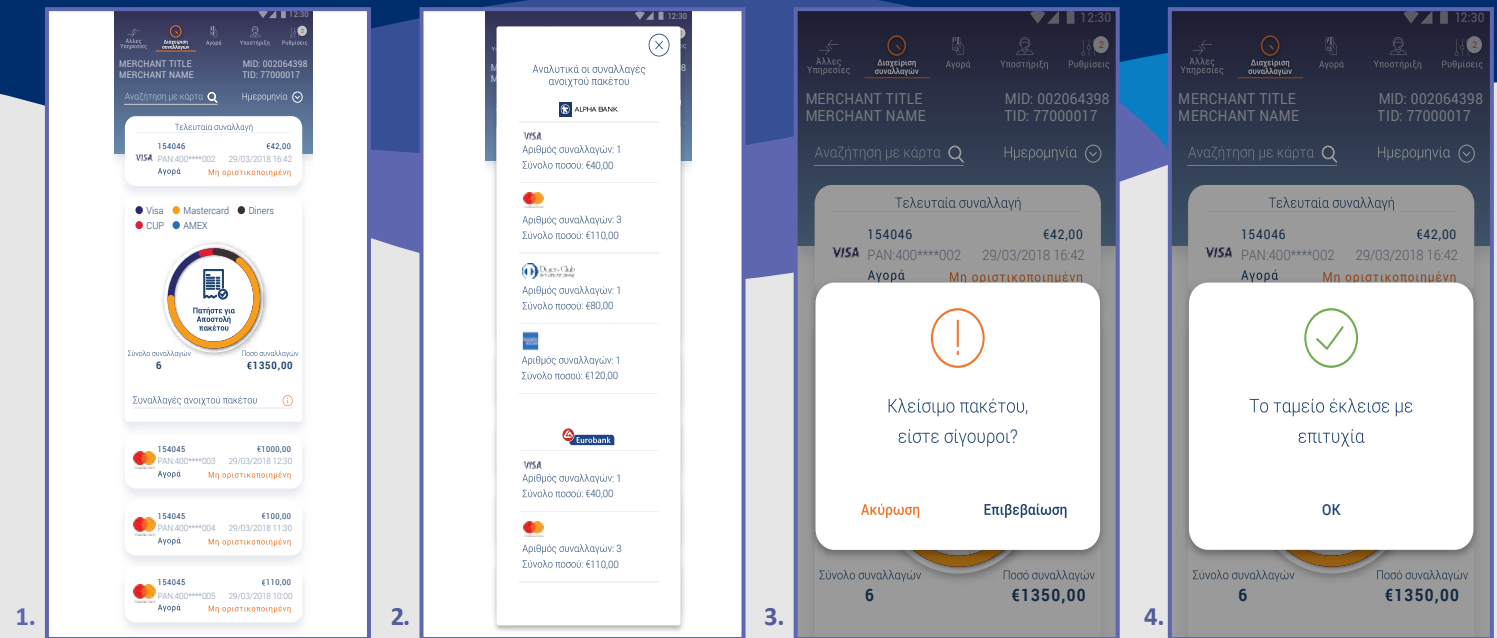 12:30
Άλλες Υπηρεσίες
Διαχείριση συναλλαγών
Αγορά
Υποστήριξη
Ρυθμίσεις
2
MERCHANT TITLE MID: 002064398
MERCHANT NAME TID: 77000017
Αναζήτηση με κάρτα Ημερομηνία
Τελευταία συναλλαγή
154046 €42,00
VISA PAN:400****002 29/03/2018 16:42
Αγορά Μη οριστικοποιημένη
Visa Mastercard Diners
CUP AMEX
Πατήστε για
Αποστολή
πακέτου
Σύνολο συναλλαγών Ποσό συναλλαγών
6 €1350,00
Συναλλαγές ανοιχτού πακέτου
154045 €1000,00
PAN:400****003 29/03/2018 12:30
Αγορά Μη οριστικοποιημένη
154045 €100,00
PAN:400****004 29/03/2018 11:30
Αγορά Μη οριστικοποιημένη
154045 €110,00
PAN:400****005 29/03/2018 10:00
Αγορά Μη οριστικοποιημένη
1.
12:30
Αναλυτικά οι συναλλαγές
ανοιχτού πακέτου
ALPHA BANK
VISA
Αριθμός συναλλαγών: 1
Σύνολο ποσού: €40,00
Αριθμός συναλλαγών: 3
Σύνολο ποσού: €110,00
Diners Club
Αριθμός συναλλαγών: 1
Σύνολο ποσού: €80,00
Αριθμός συναλλαγών: 1
Σύνολο ποσού: €120,00
Eurobank
VISA
Αριθμός συναλλαγών: 1
Σύνολο ποσού: €40,00
Αριθμός συναλλαγών: 3
Σύνολο ποσού: €110,00
2.
12:30
Άλλες Υπηρεσίες
Διαχείριση συναλλαγών
Αγορά
Υποστήριξη
Ρυθμίσεις
2
MERCHANT TITLE MID: 002064398
MERCHANT NAME TID: 77000017
Αναζήτηση με κάρτα Ημερομηνία
Τελευταία συναλλαγή
154046 €42,00
VISA PAN:400****002 29/03/2018 16:42
Αγορά Μη οριστικοποιημένη
Κλείσιμο πακέτου,
είστε σίγουροι?
Ακύρωση Επιβεβαίωση
Σύνολο συναλλαγών Ποσό συναλλαγών
6 €1350,00
3.
12:30
Άλλες Υπηρεσίες
Διαχείριση συναλλαγών
Αγορά
Υποστήριξη
Ρυθμίσεις
2
MERCHANT TITLE MID: 002064398
MERCHANT NAME TID: 77000017
Αναζήτηση με κάρτα Ημερομηνία
Τελευταία συναλλαγή
154046 €42,00
VISA PAN:400****002 29/03/2018 16:42
Αγορά Μη οριστικοποιημένη
Το ταμείο έκλεισε με
επιτυχία
OK
Σύνολο συναλλαγών Ποσό συναλλαγών
6 €1350,00
4.